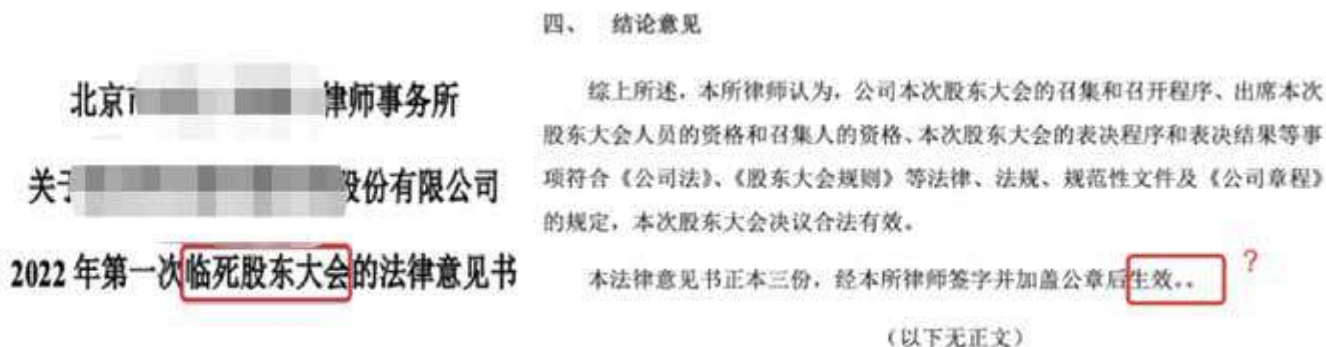 北京市
律师事务所
关于
股份有限公司
2022 年第一次临死股东大会的法律意见书
四、 结论意见
综上所述，本所律师认为，公司本次股东大会的召集和召开程序、出席本次
股东大会人员的资格和召集人的资格、本次股东大会的表决程序和表决结果等事
项符合《公司法》、《股东大会规则》等法律、法规、规范性文件及《公司章程》
的规定，本次股东大会决议合法有效。
本法律意见书正本三份，经本所律师签字并加盖公章后生效。。
？
（以下无正文）